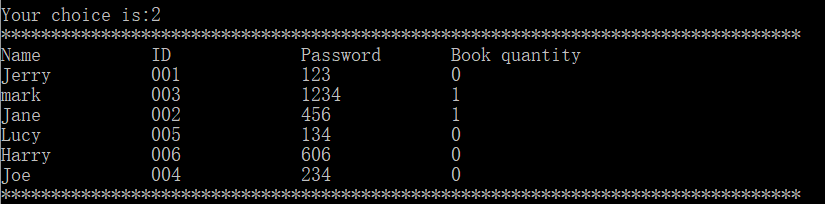 Your choice is:2
********************************************************************************
Name ID Password Book quantity
Jerry 001 123 0
mark 003 1234 1
Jane 002 456 1
Lucy 005 134 0
Harry 006 606 0
Joe 004 234 0
********************************************************************************